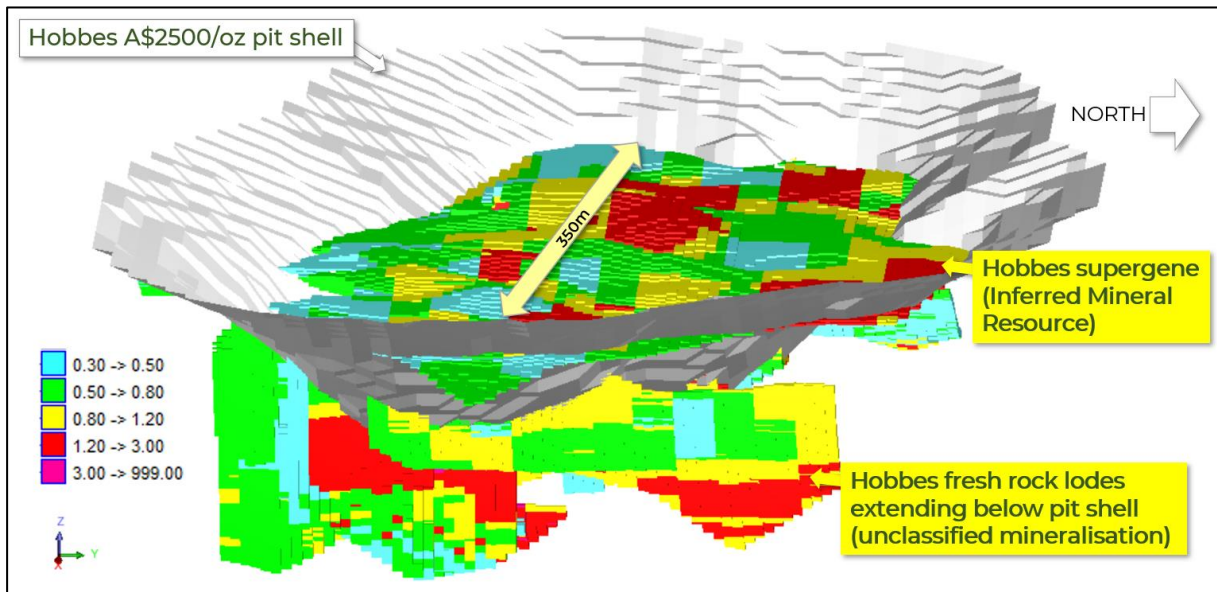 Hobbes A$2500/oz pit shell
NORTH
350m
Hobbes supergene
(Inferred Mineral
Resource)
0.30 -> 0.50
0.50 -> 0.80
0.80 -> 1.20
1.20 -> 3.00
3.00 -> 999.00
Hobbes fresh rock lodes
extending below pit shell
(unclassified mineralisation)
Z
Y
X